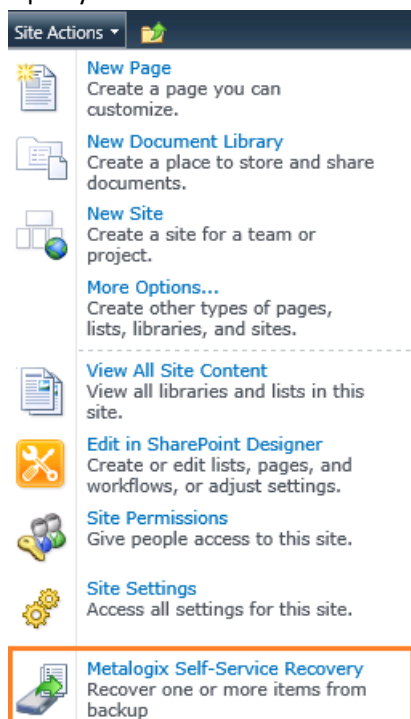 Site Actions
New Page
Create a page you can
customize.
New Document Library
Create a place to store and share
documents.
New Site
Create a site for a team or
project.
More Options...
Create other types of pages,
lists, libraries, and sites.
View All Site Content
View all libraries and lists in this
site.
Edit in SharePoint Designer
Create or edit lists, pages, and
workflows, or adjust settings.
Site Permissions
Give people access to this site.
Site Settings
Access all settings for this site.
Metalogix Self-Service Recovery
Recover one or more items from
backup